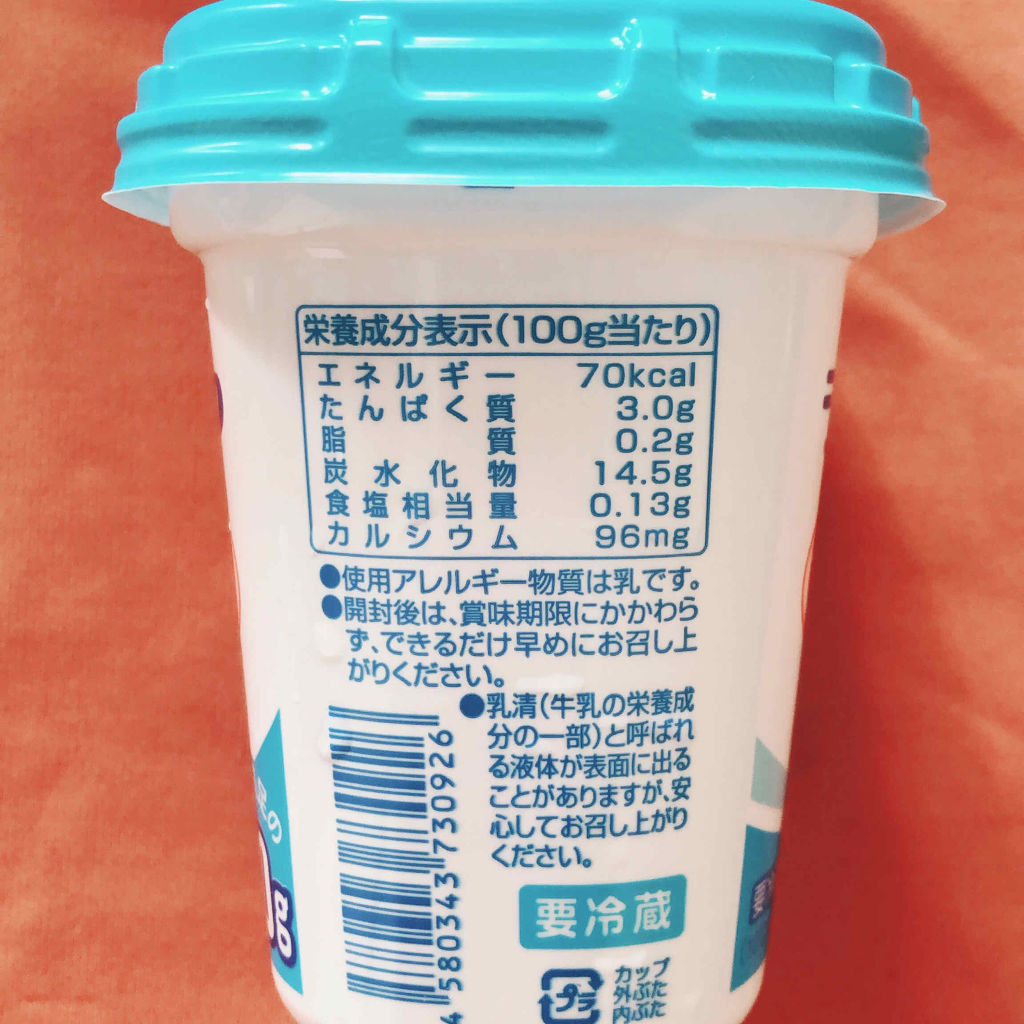 栄養成分表示(100g当たり)
エネルギー 70kcal
たんぱく質 3.0g
脂質 0.2g
炭水化物 14.5g
食塩相当量 0.13g
カルシウム 96mg
●使用アレルギー物質は乳です。
●開封後は、賞味期限にかかわら
ず、できるだけ早めにお召し上
がりください。
●乳清(牛乳の栄養成
分の一部)と呼ばれ
る液体が表面に出る
ことがありますが、安
心してお召し上がり
ください。
4580343730926
要冷蔵
プラ
カップ
外ぶた
内ぶた
足の
0g
要冷